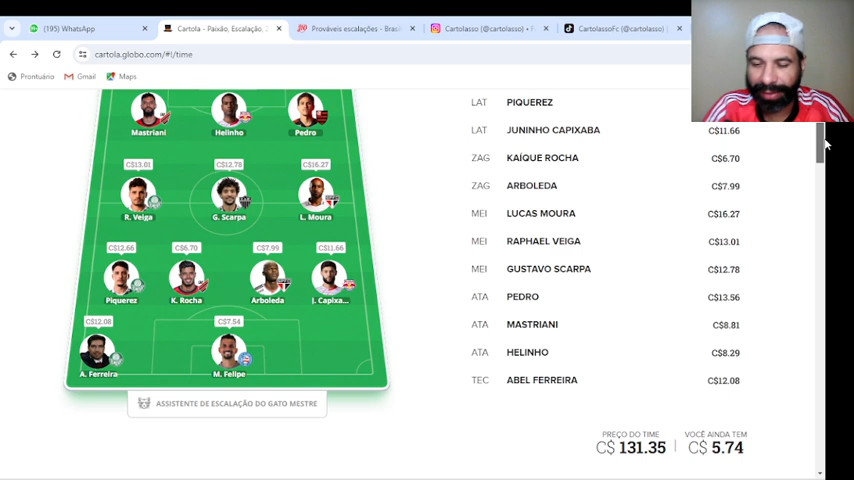 (195) WhatsApp
Cartola - Paixão, Escalação,
Prováveis escalações - Brasil
Cartolasso (@cartolasso) •
CartolassoFc (@cartolasso) |
cartola.globo.com/#!/time
Prontuário
Gmail
Maps
Mastriani
Helinho
Pedro
C$13.01
C$12.78
C$16.27
R. Veiga
G. Scarpa
L. Moura
C$12.66
C$6.70
C$7.99
C$11.66
Piquerez
K. Rocha
Arboleda
J. Capixa...
C$12.08
C$7.54
A. Ferreira
M. Felipe
ASSISTENTE DE ESCALAÇÃO DO GATO MESTRE
LAT PIQUEREZ
LAT JUNINHO CAPIXABA C$11.66
ZAG KAÍQUE ROCHA C$6.70
ZAG ARBOLEDA C$7.99
MEI LUCAS MOURA C$16.27
MEI RAPHAEL VEIGA C$13.01
MEI GUSTAVO SCARPA C$12.78
ATA PEDRO C$13.56
ATA MASTRIANI C$8.81
ATA HELINHO C$8.29
TEC ABEL FERREIRA C$12.08
PREÇO DO TIME
C$ 131.35
VOCÊ AINDA TEM
C$ 5.74